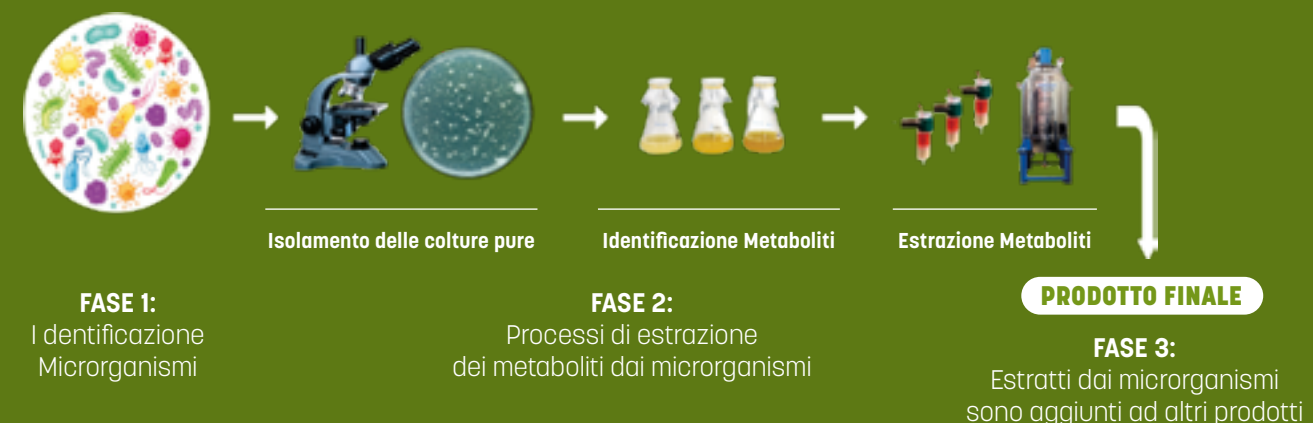 Isolamento delle colture pure
Identificazione Metaboliti
Estrazione Metaboliti
FASE 1:
I dentificazione
Microrganismi
FASE 2:
Processi di estrazione
dei metaboliti dai microrganismi
PRODOTTO FINALE
FASE 3:
Estratti dai microrganismi
sono aggiunti ad altri prodotti